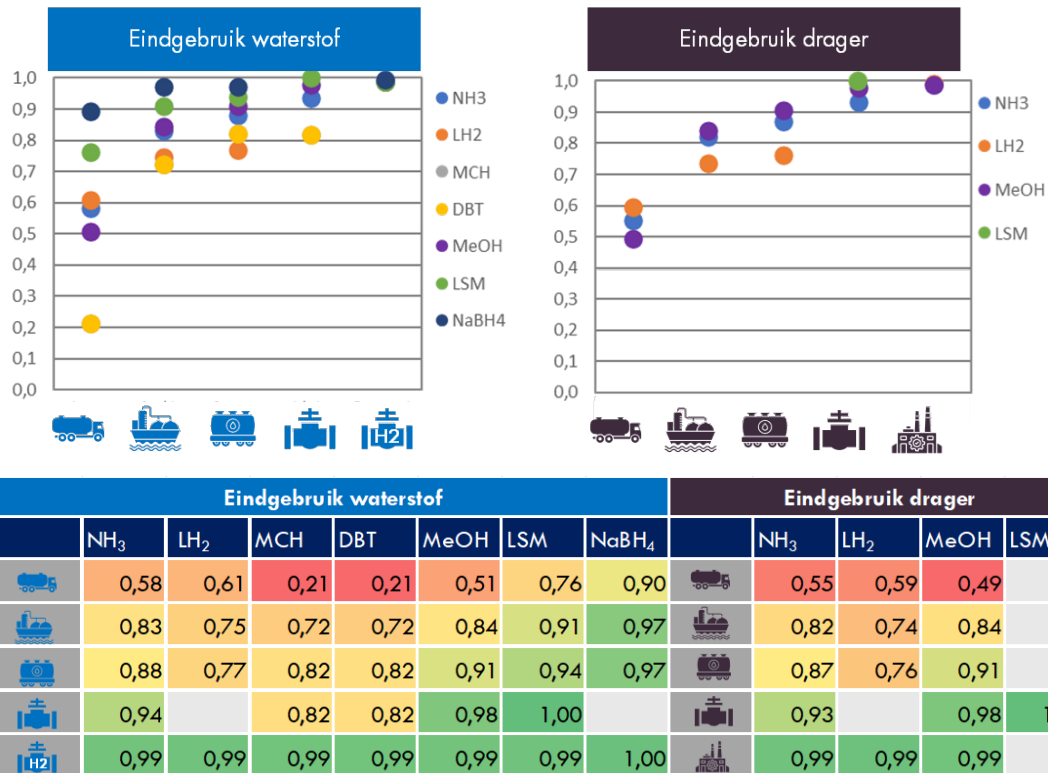 Eindgebruik waterstof
1,0
0,9
0,8
0,7
0,6
0,5
0,4
0,3
0,2
0,1
0,0
NH3
LH2
MCH
DBT
MeOH
LSM
NaBH4
H2
Eindgebruik drager
1,0
0,9
0,8
0,7
0,6
0,5
0,4
0,3
0,2
0,1
0,0
NH3
LH2
MeOH
LSM
Eindgebruik waterstof Eindgebruik drager
NH₃ LH₂ MCH DBT MeOH LSM NaBH₄ NH₃ LH₂ MeOH LSM
0,58 0,61 0,21 0,21 0,51 0,76 0,90 0,55 0,59 0,49
0,83 0,75 0,72 0,72 0,84 0,91 0,97 0,82 0,74 0,84
0,88 0,77 0,82 0,82 0,91 0,94 0,97 0,87 0,76 0,91
0,94 0,82 0,82 0,98 1,00 0,93 0,98
H2 0,99 0,99 0,99 0,99 0,99 0,99 1,00 0,99 0,99 0,99